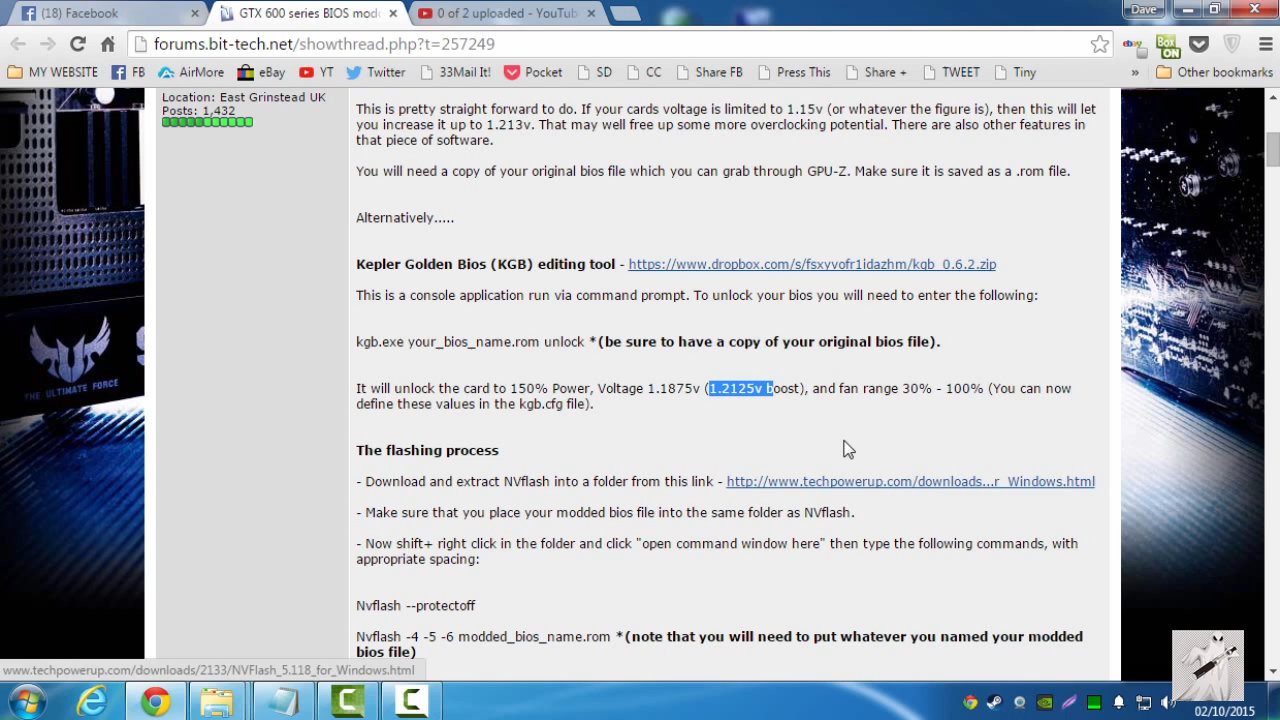 (18) Facebook
GTX 600 series BIOS mod
0 of 2 uploaded - YouTub
Dave
forums.bit-tech.net/showthread.php?t=257249
ebay
Box
ON
MY WEBSITE FB AirMore eBay YT Twitter 33Mail It! Pocket SD CC Share FB Press This Share + TWEET Tiny » Other bookmarks
Location: East Grinstead UK
Posts: 1,432
This is pretty straight forward to do. If your cards voltage is limited to 1.15v (or whatever the figure is), then this will let
you increase it up to 1.213v. That may well free up some more overclocking potential. There are also other features in
that piece of software.
You will need a copy of your original bios file which you can grab through GPU-Z. Make sure it is saved as a .rom file.
Alternatively.....
Kepler Golden Bios (KGB) editing tool - https://www.dropbox.com/s/fsxyvofr1idazhm/kgb_0.6.2.zip
This is a console application run via command prompt. To unlock your bios you will need to enter the following:
kgb.exe your_bios_name.rom unlock *(be sure to have a copy of your original bios file).
It will unlock the card to 150% Power, Voltage 1.1875v (1.2125v boost), and fan range 30% - 100% (You can now
define these values in the kgb.cfg file).
The flashing process
- Download and extract NVflash into a folder from this link - http://www.techpowerup.com/downloads...r_Windows.html
- Make sure that you place your modded bios file into the same folder as NVflash.
- Now shift+ right click in the folder and click "open command window here" then type the following commands, with
appropriate spacing:
Nvflash --protectoff
Nvflash -4 -5 -6 modded_bios_name.rom *(note that you will need to put whatever you named your modded
bios file)
THE ULTIMATE FORCE
www.techpowerup.com/downloads/2133/NVFlash_5.118_for_Windows.html
02/10/2015